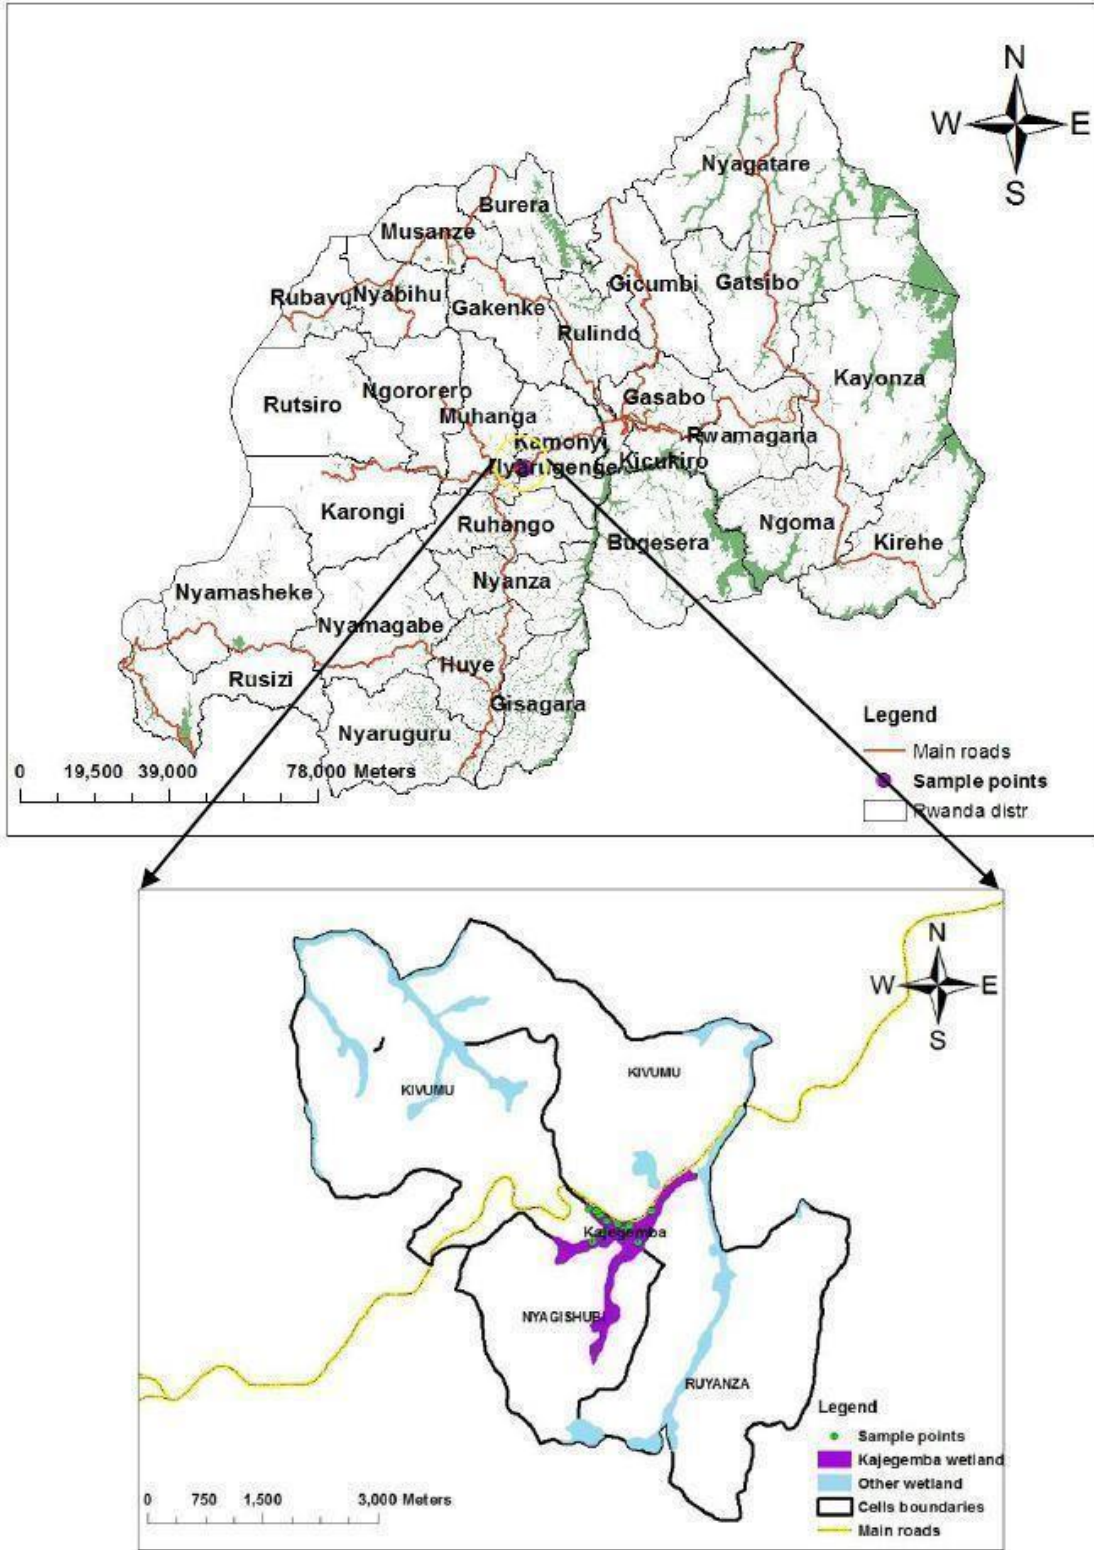 N
W E
S
Nyagatare
Burera
Musanze
Rubavu
Nyabihu
Gakenke
Gicumbi
Gatsibo
Rulindo
Rutsiro
Ngororero
Muhanga
Gasabo
Kayonza
Kamonyi
Rwamagana
Nyarugenge
Kicukiro
Karongi
Ruhango
Bugesera
Ngoma
Kirehe
Nyamasheke
Nyanza
Nyamagabe
Huye
Rusizi
Gisagara
Nyaruguru
Legend
Main roads
Sample points
Rwanda distr
0 19,500 39,000 78,000 Meters
N
W E
S
KIVUMU
KIVUMU
Kajegemba
NYAGISHUBI
RUYANZA
Legend
Sample points
Kajegemba wetland
Other wetland
Cells boundaries
Main roads
0 750 1,500 3,000 Meters